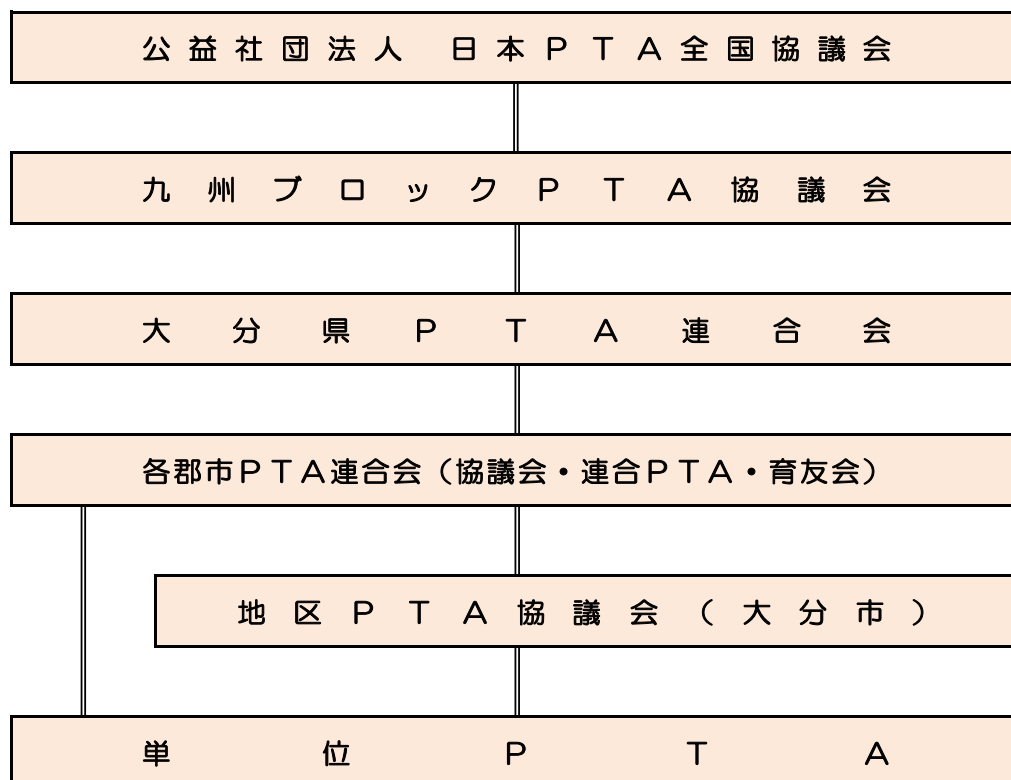 公益社団法人　日本ＰＴＡ全国協議会
九州ブロックＰＴＡ協議会
大分県ＰＴＡ連合会
各郡市ＰＴＡ連合会（協議会・連合ＰＴＡ・育友会）
地区ＰＴＡ協議会（大分市）
単位ＰＴＡ